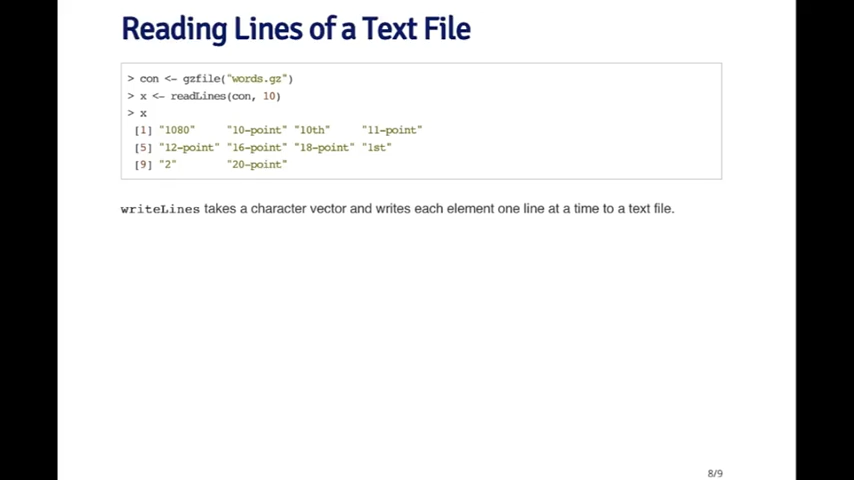 Reading Lines of a Text File
> con <- gzfile("words.gz")
> x <- readLines(con, 10)
> x
[1] "1080" "10-point" "10th" "11-point"
[5] "12-point" "16-point" "18-point" "1st"
[9] "2" "20-point"
writeLines takes a character vector and writes each element one line at a time to a text file.
8/9